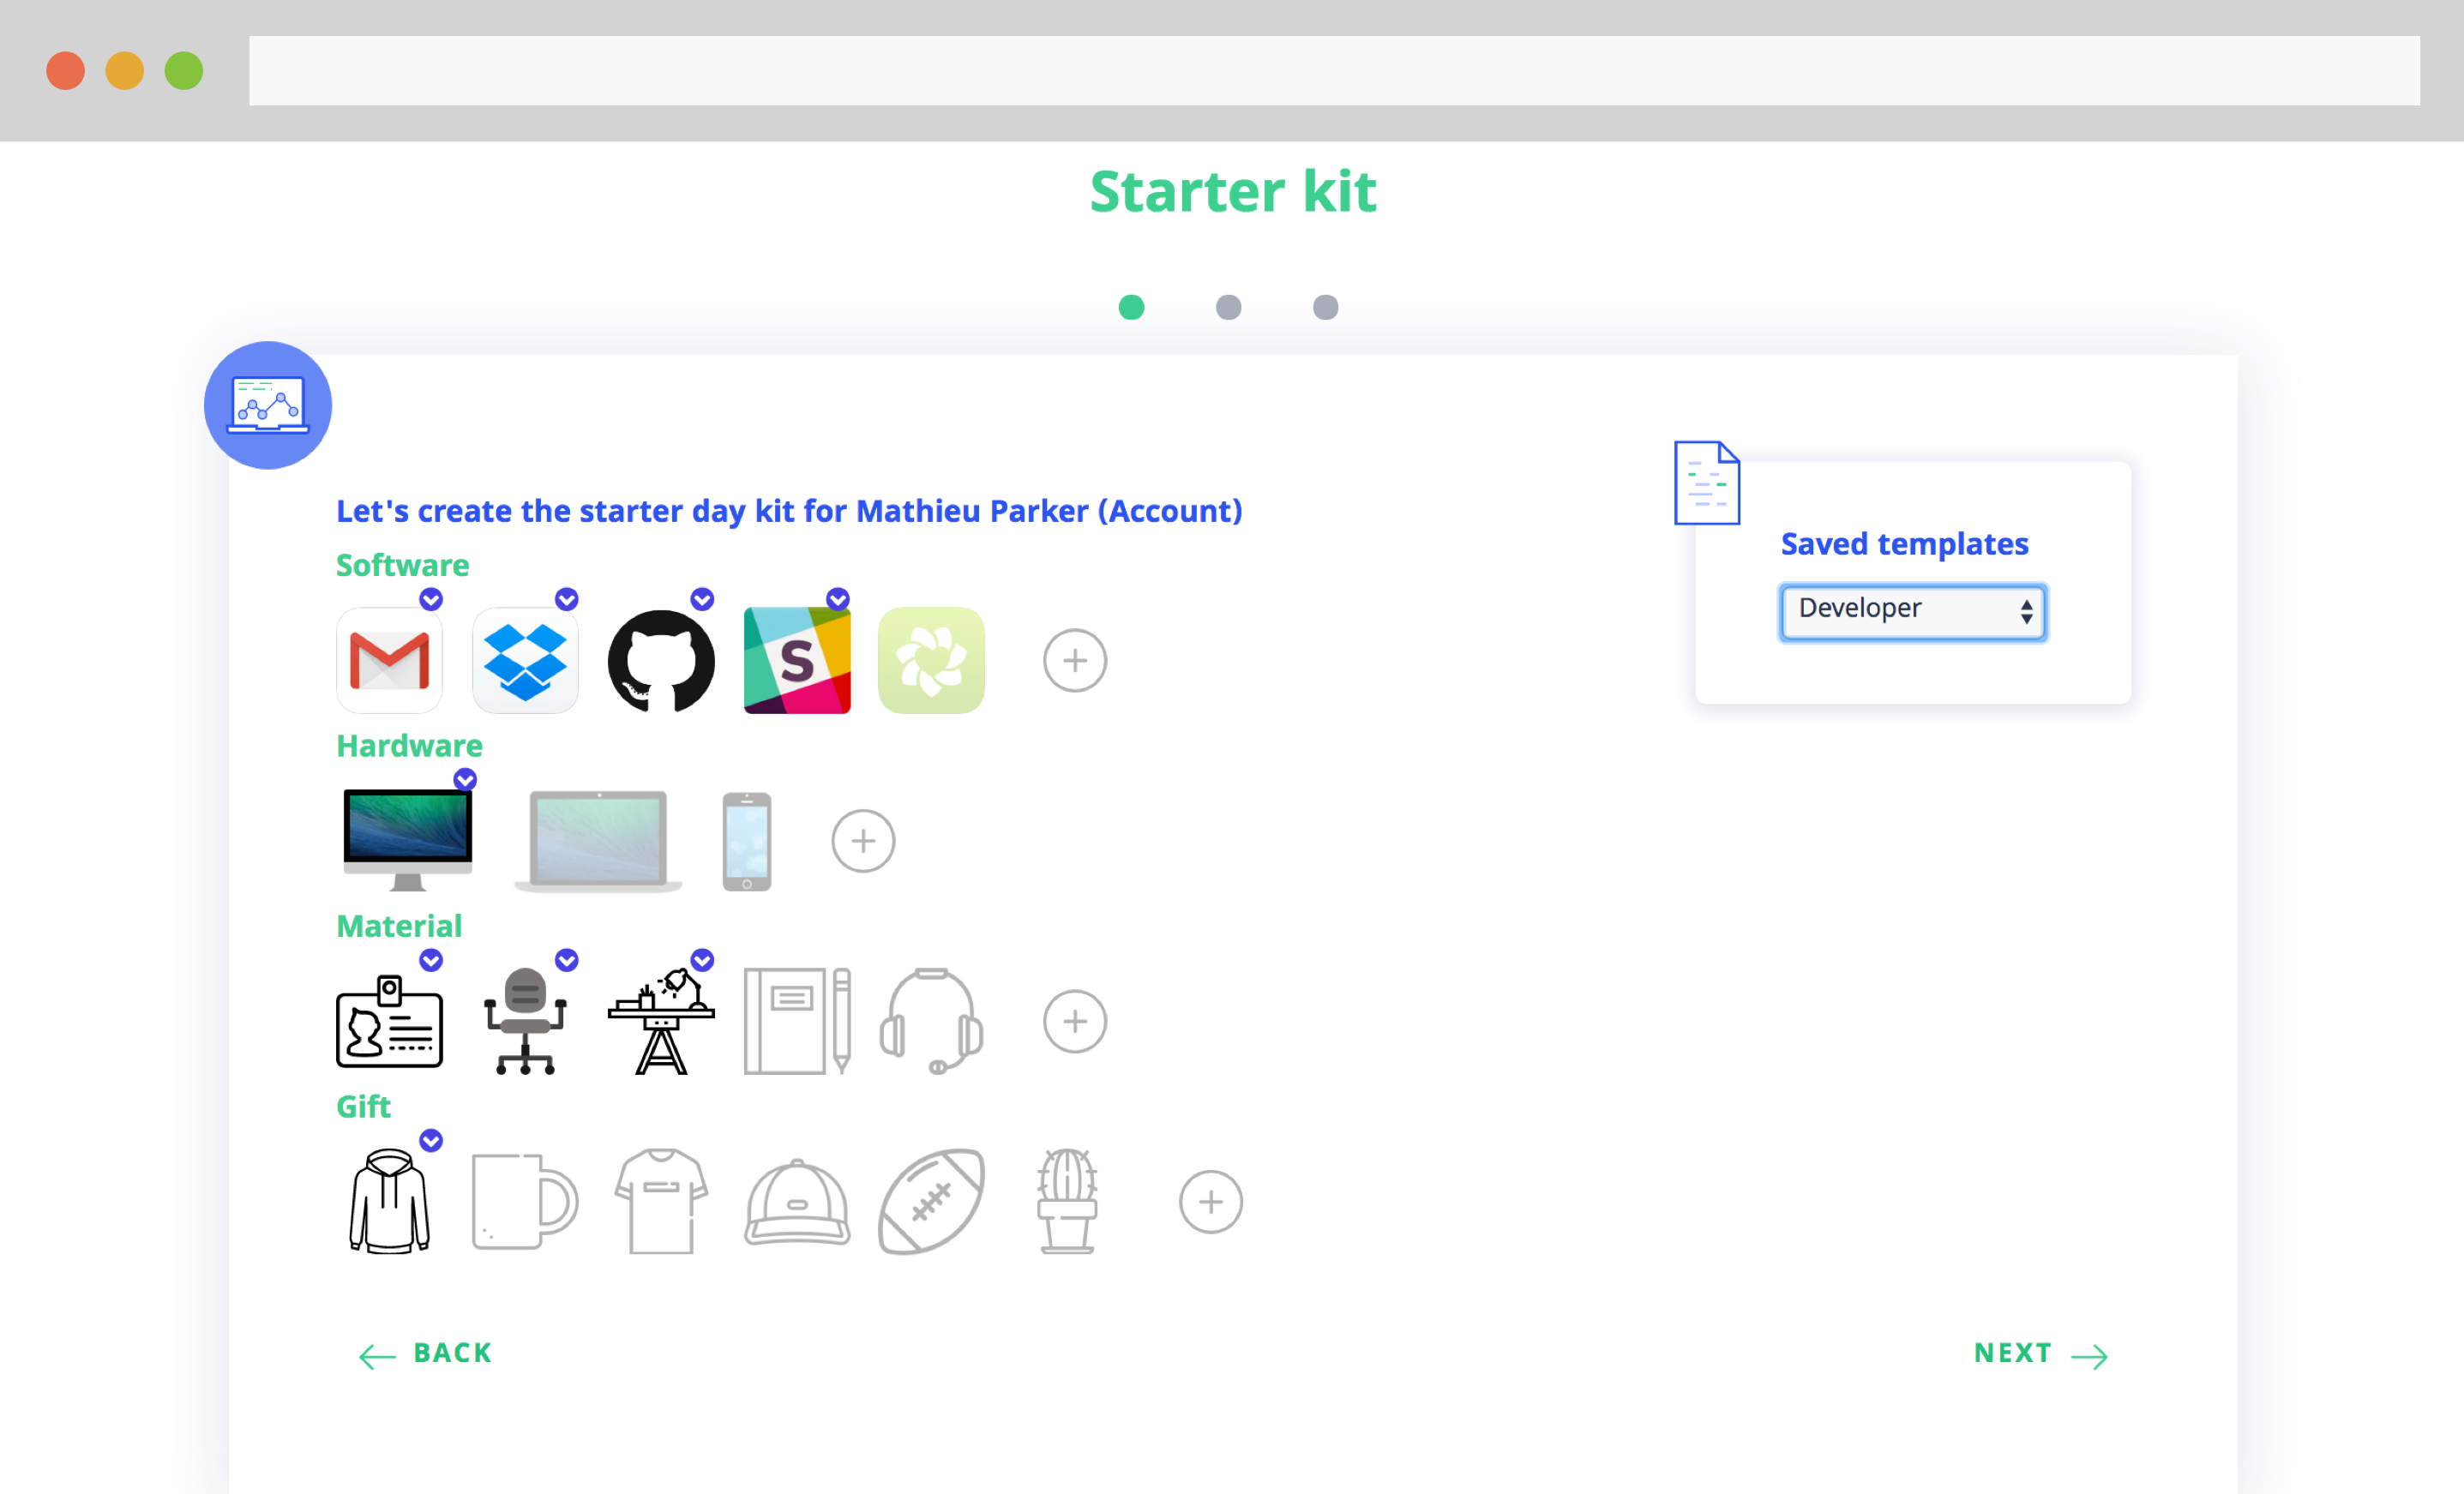 Starter kit
Let's create the starter day kit for Mathieu Parker (Account)
Saved templates
Developer
Software
S
Hardware
Material
Gift
BACK
NEXT